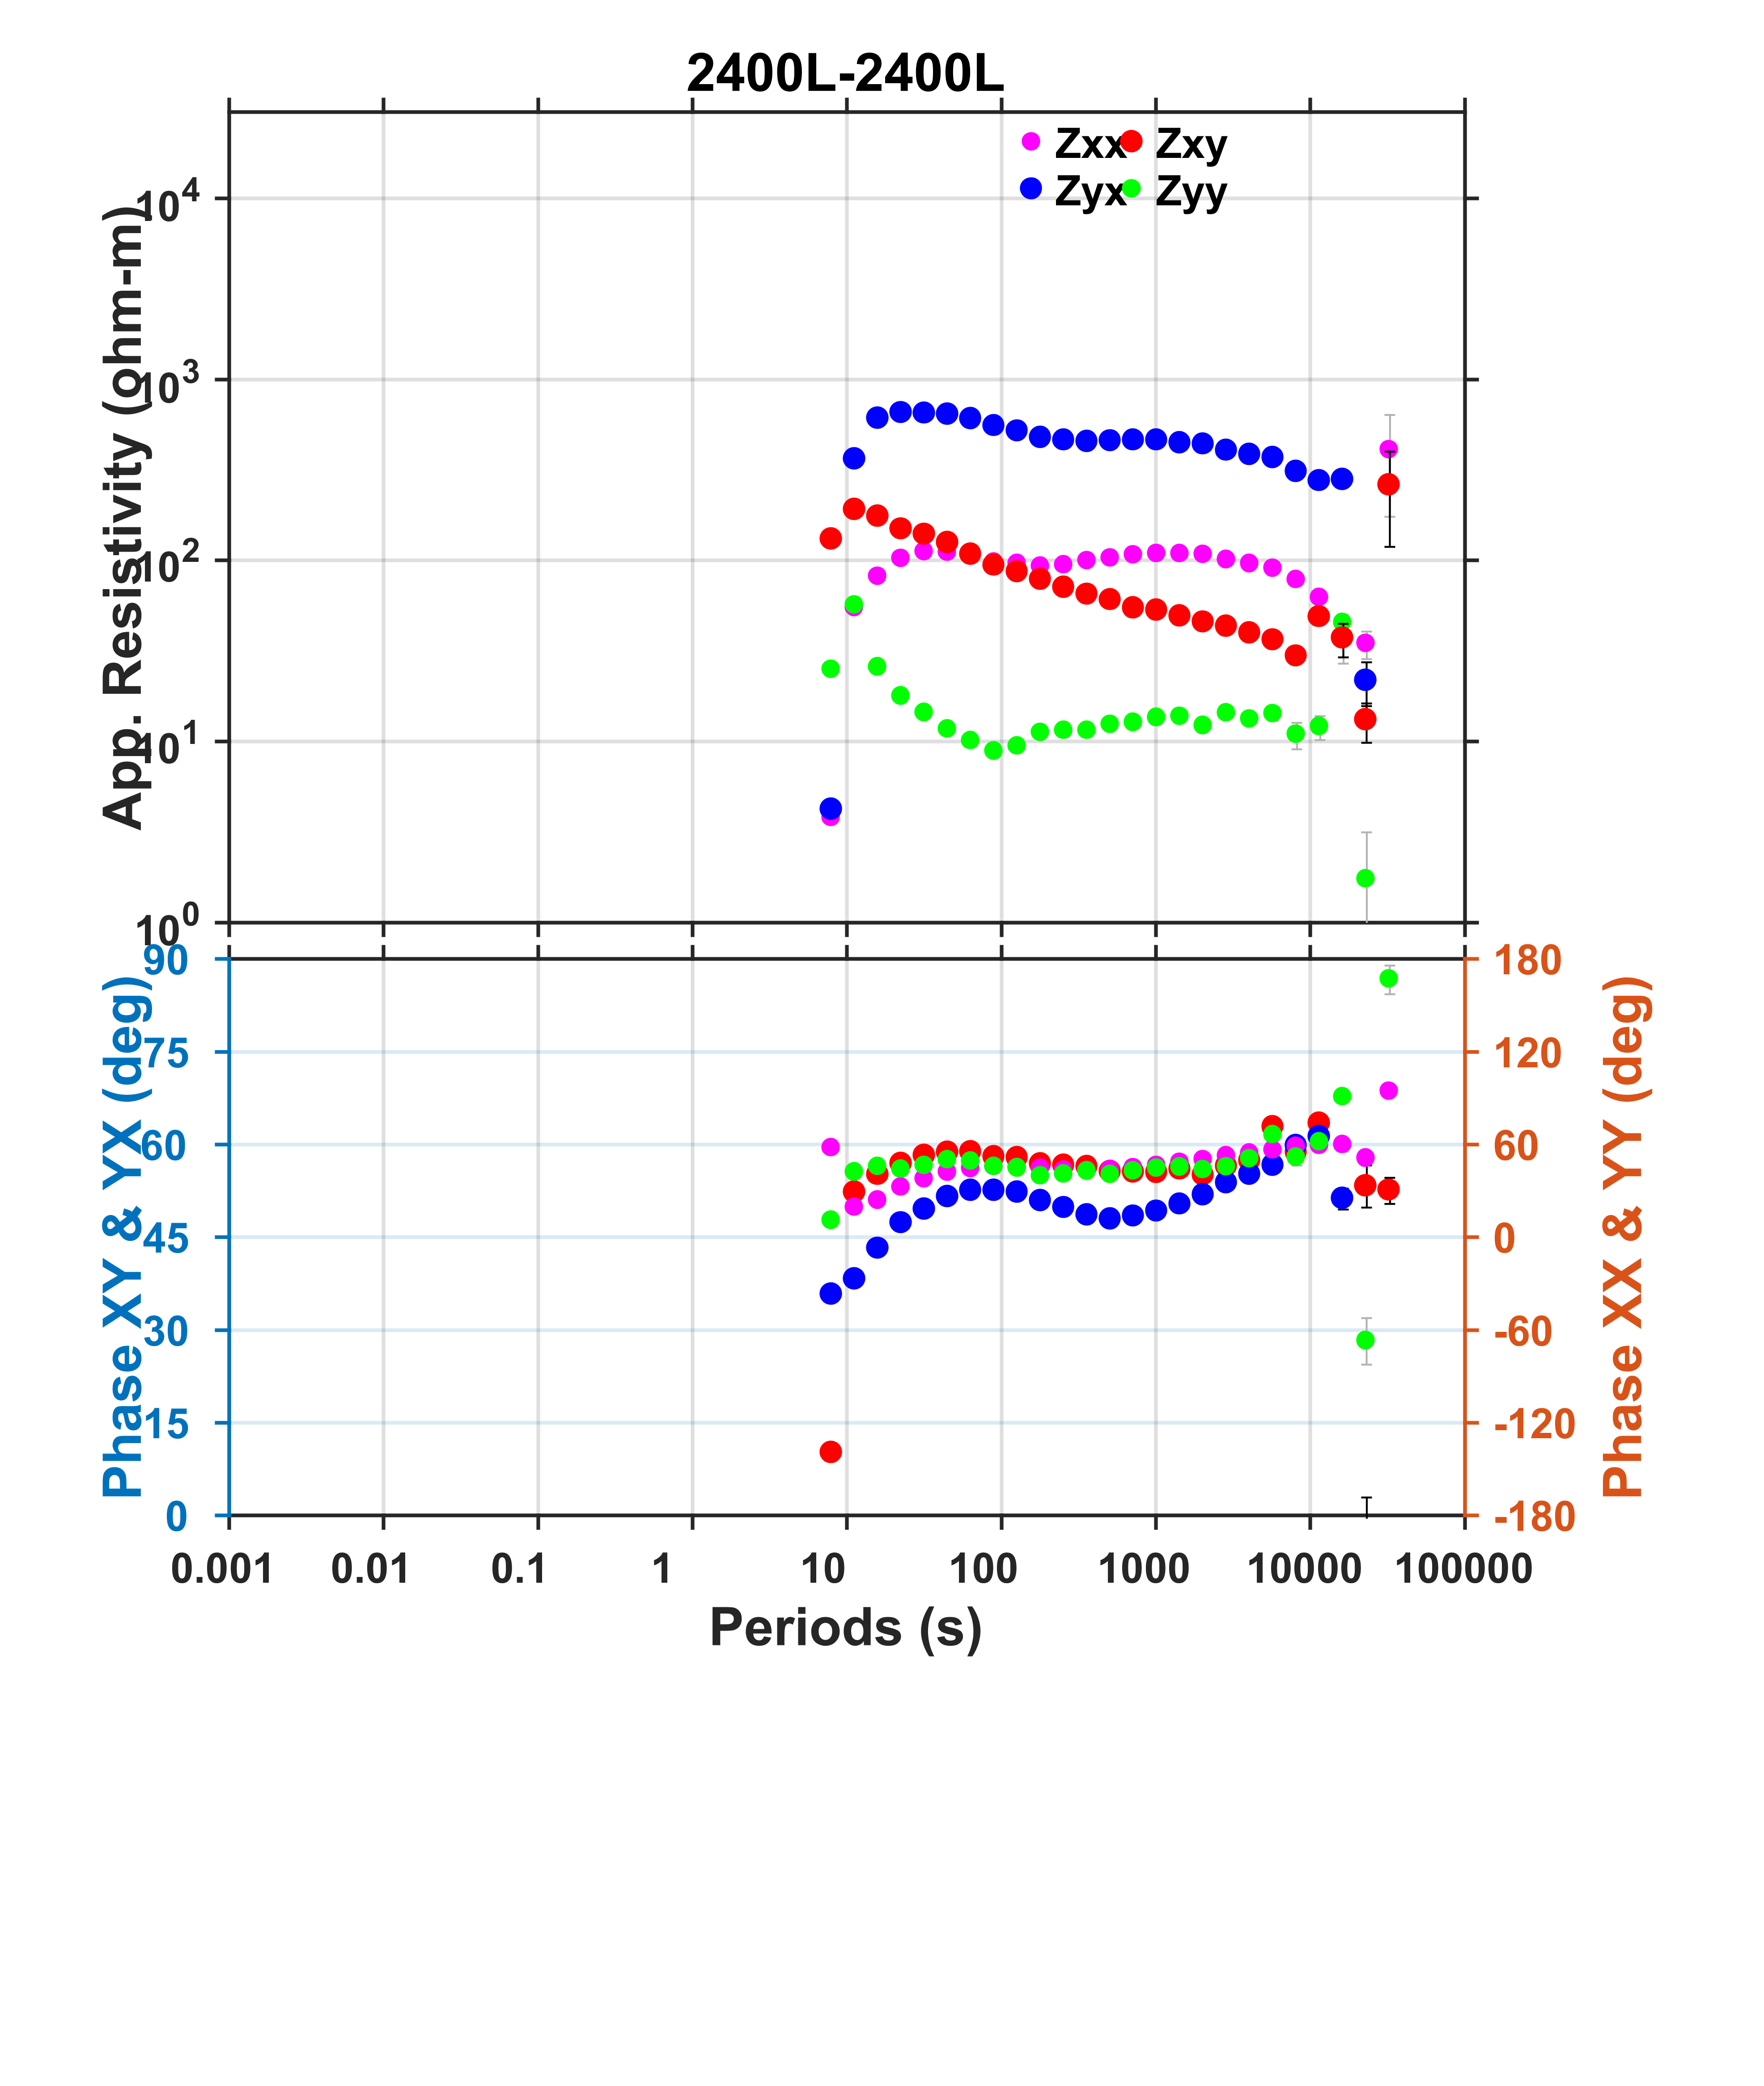 2400L-2400L
Zxx Zxy
Zyx Zyy
10^4
10^3
10^2
10^1
10^0
App. Resistivity (ohm-m)
90
75
60
45
30
15
0
Phase XY & YX (deg)
180
120
60
0
-60
-120
-180
Phase XX & YY (deg)
0.001 0.01 0.1 1 10 100 1000 10000 100000
Periods (s)